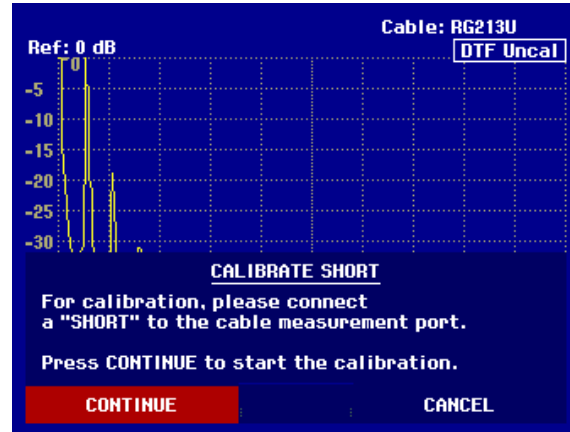 Cable: RG213U
Ref: 0 dB
DTF Uncal
0
-5
-10
-15
-20
-25
-30
CALIBRATE SHORT
For calibration, please connect
a "SHORT" to the cable measurement port.
Press CONTINUE to start the calibration.
CONTINUE
CANCEL